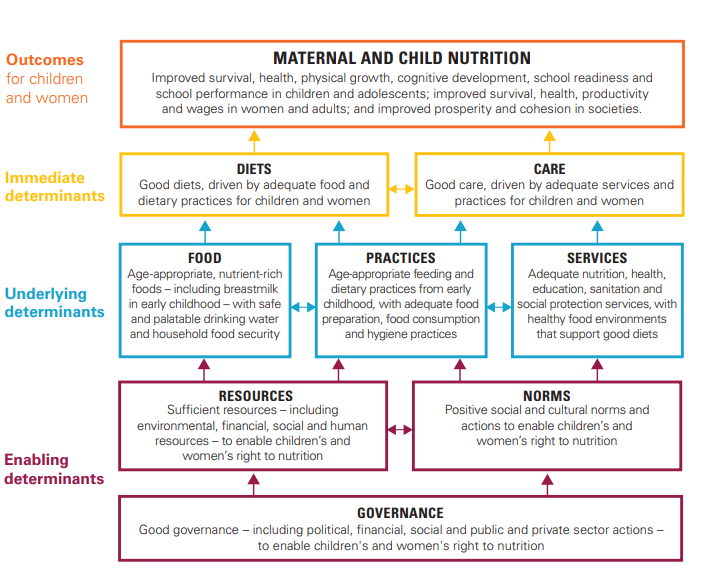 Outcomes
for children
and women
MATERNAL AND CHILD NUTRITION
Improved survival, health, physical growth, cognitive development, school readiness and
school performance in children and adolescents; improved survival, health, productivity
and wages in women and adults; and improved prosperity and cohesion in societies.
Immediate
determinants
DIETS
Good diets, driven by adequate food and
dietary practices for children and women
CARE
Good care, driven by adequate services and
practices for children and women
Underlying
determinants
FOOD
Age-appropriate, nutrient-rich
foods – including breastmilk
in early childhood – with safe
and palatable drinking water
and household food security
PRACTICES
Age-appropriate feeding and
dietary practices from early
childhood, with adequate food
preparation, food consumption
and hygiene practices
SERVICES
Adequate nutrition, health,
education, sanitation and
social protection services, with
healthy food environments
that support good diets
Enabling
determinants
RESOURCES
Sufficient resources – including
environmental, financial, social and human
resources – to enable children's and
women's right to nutrition
NORMS
Positive social and cultural norms and
actions to enable children's and
women's right to nutrition
GOVERNANCE
Good governance – including political, financial, social and public and private sector actions –
to enable children's and women's right to nutrition